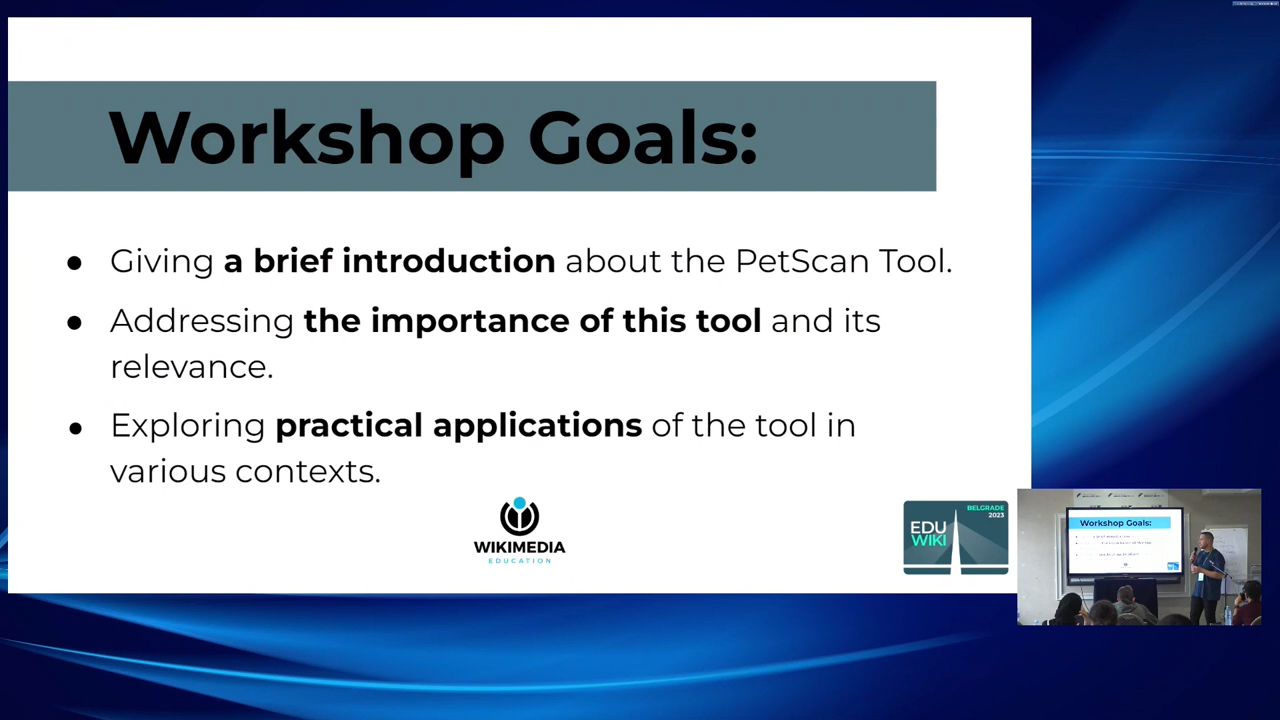 Workshop Goals:
● Giving a brief introduction about the PetScan Tool.
● Addressing the importance of this tool and its
relevance.
● Exploring practical applications of the tool in
various contexts.
WIKIMEDIA
EDUCATION
BELGRADE
2023
EDU
WIKI
Workshop Goals: